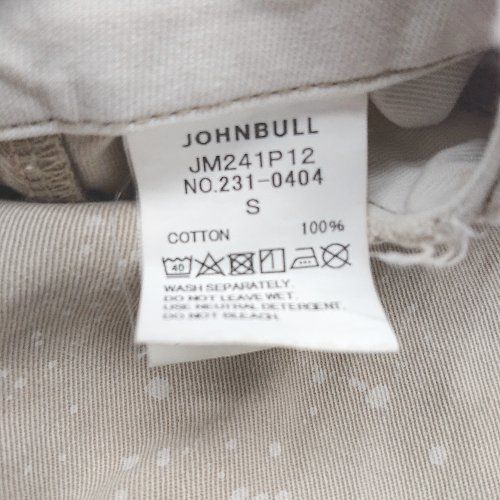 JOHNBULL
JM241P12
NO.231-0404
S
COTTON 100%
40
WASH SEPARATELY.
DO NOT LEAVE WET.
USE NEUTRAL DETERGENT.
DO NOT BLEACH.